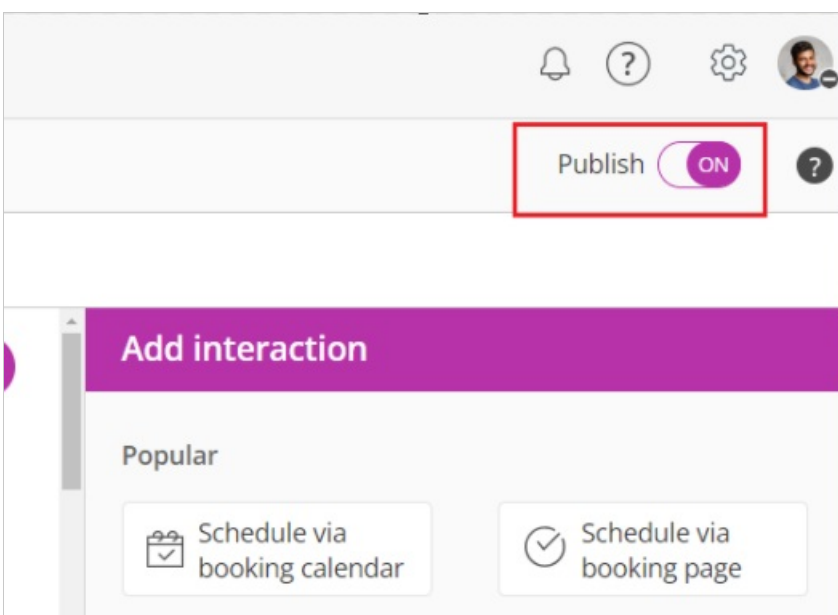 ?
Publish ON ?
Add interaction
Popular
Schedule via
booking calendar
Schedule via
booking page